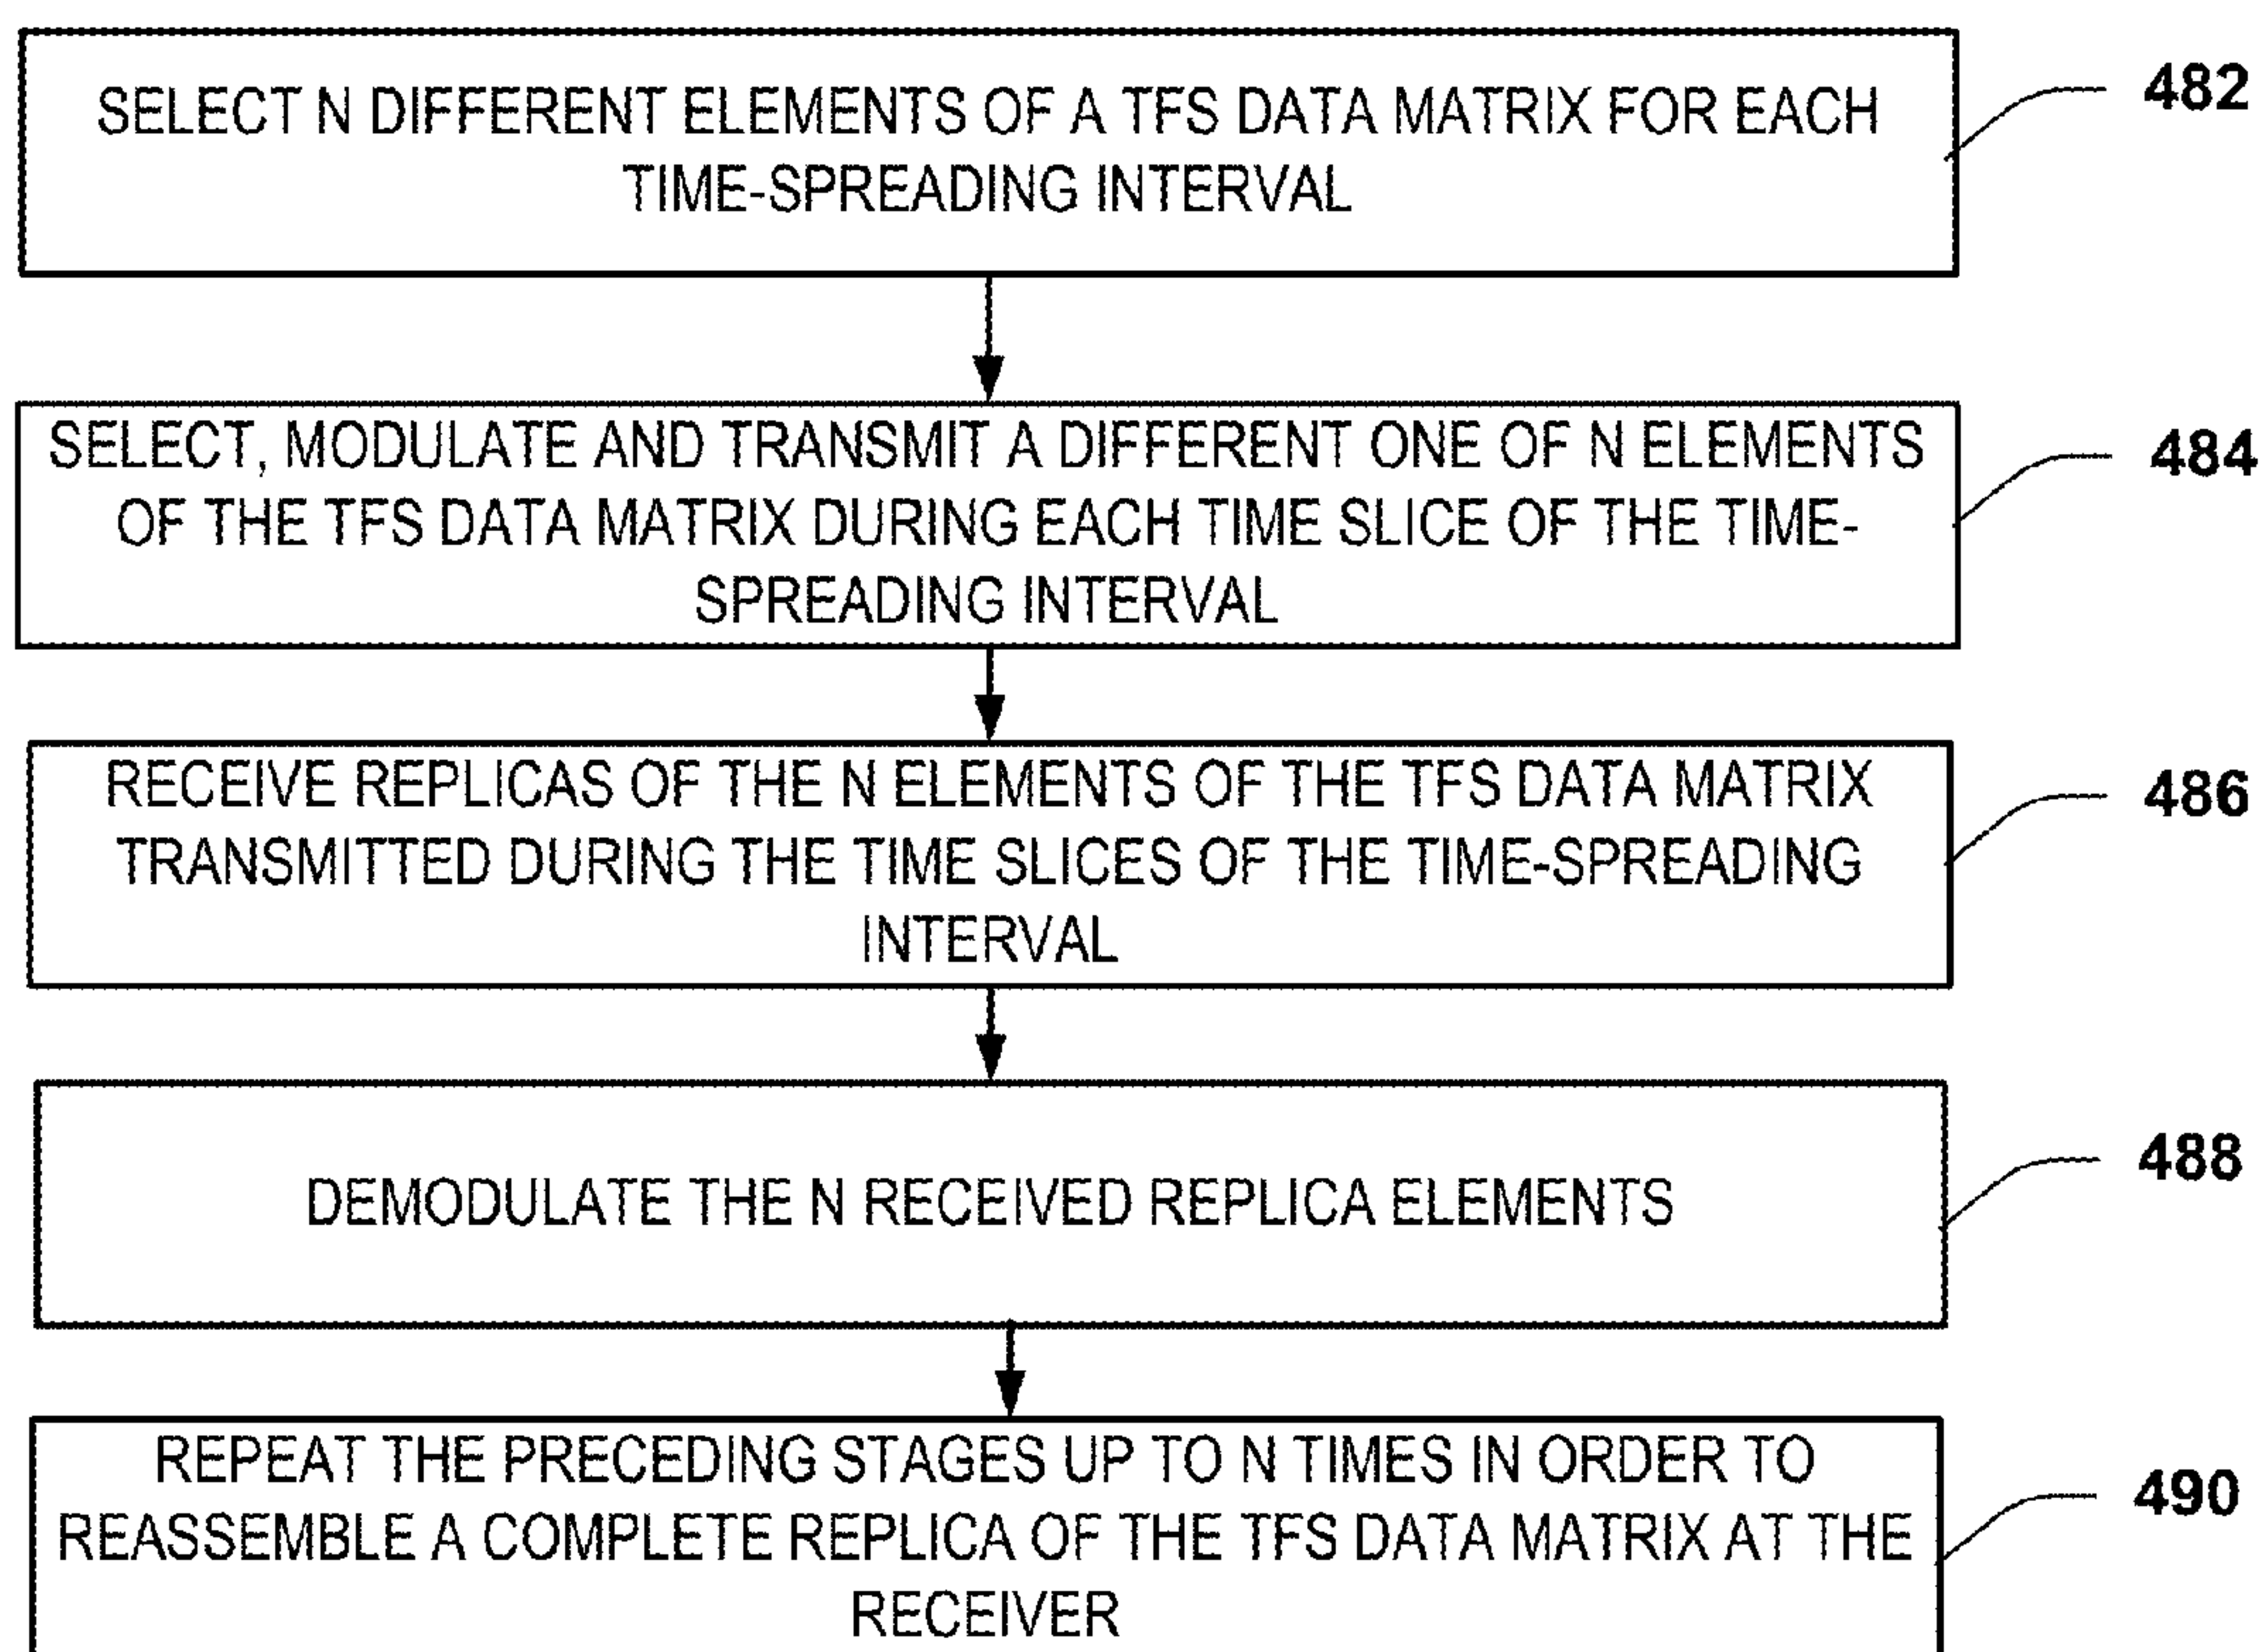 SELECT N DIFFERENT ELEMENTS OF A TFS DATA MATRIX FOR EACH
TIME-SPREADING INTERVAL
482
SELECT, MODULATE AND TRANSMIT A DIFFERENT ONE OF N ELEMENTS
OF THE TFS DATA MATRIX DURING EACH TIME SLICE OF THE TIME-
SPREADING INTERVAL
484
RECEIVE REPLICAS OF THE N ELEMENTS OF THE TFS DATA MATRIX
TRANSMITTED DURING THE TIME SLICES OF THE TIME-SPREADING
INTERVAL
486
DEMODULATE THE N RECEIVED REPLICA ELEMENTS
488
REPEAT THE PRECEDING STAGES UP TO N TIMES IN ORDER TO
REASSEMBLE A COMPLETE REPLICA OF THE TFS DATA MATRIX AT THE
RECEIVER
490